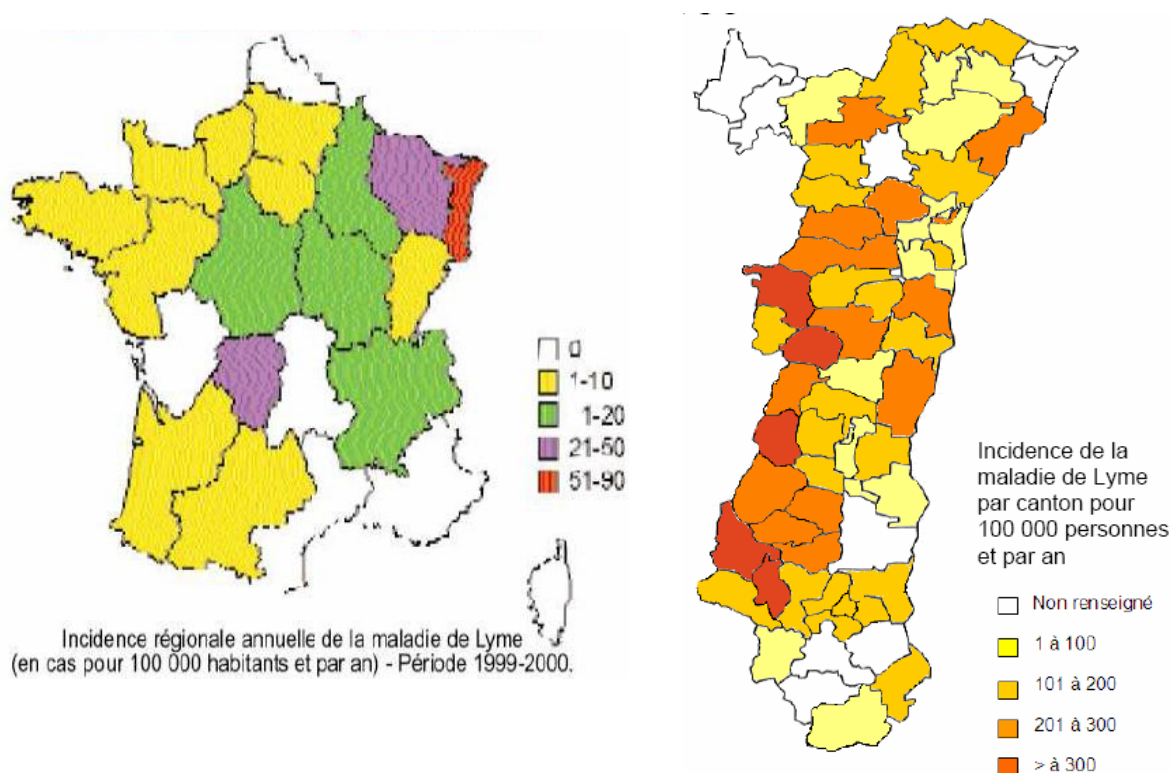 0
1-10
1-20
21-50
51-90
Incidence régionale annuelle de la maladie de Lyme
(en cas pour 100 000 habitants et par an) - Période 1999-2000.
Incidence de la
maladie de Lyme
par canton pour
100 000 personnes
et par an
Non renseigné
1 à 100
101 à 200
201 à 300
> à 300